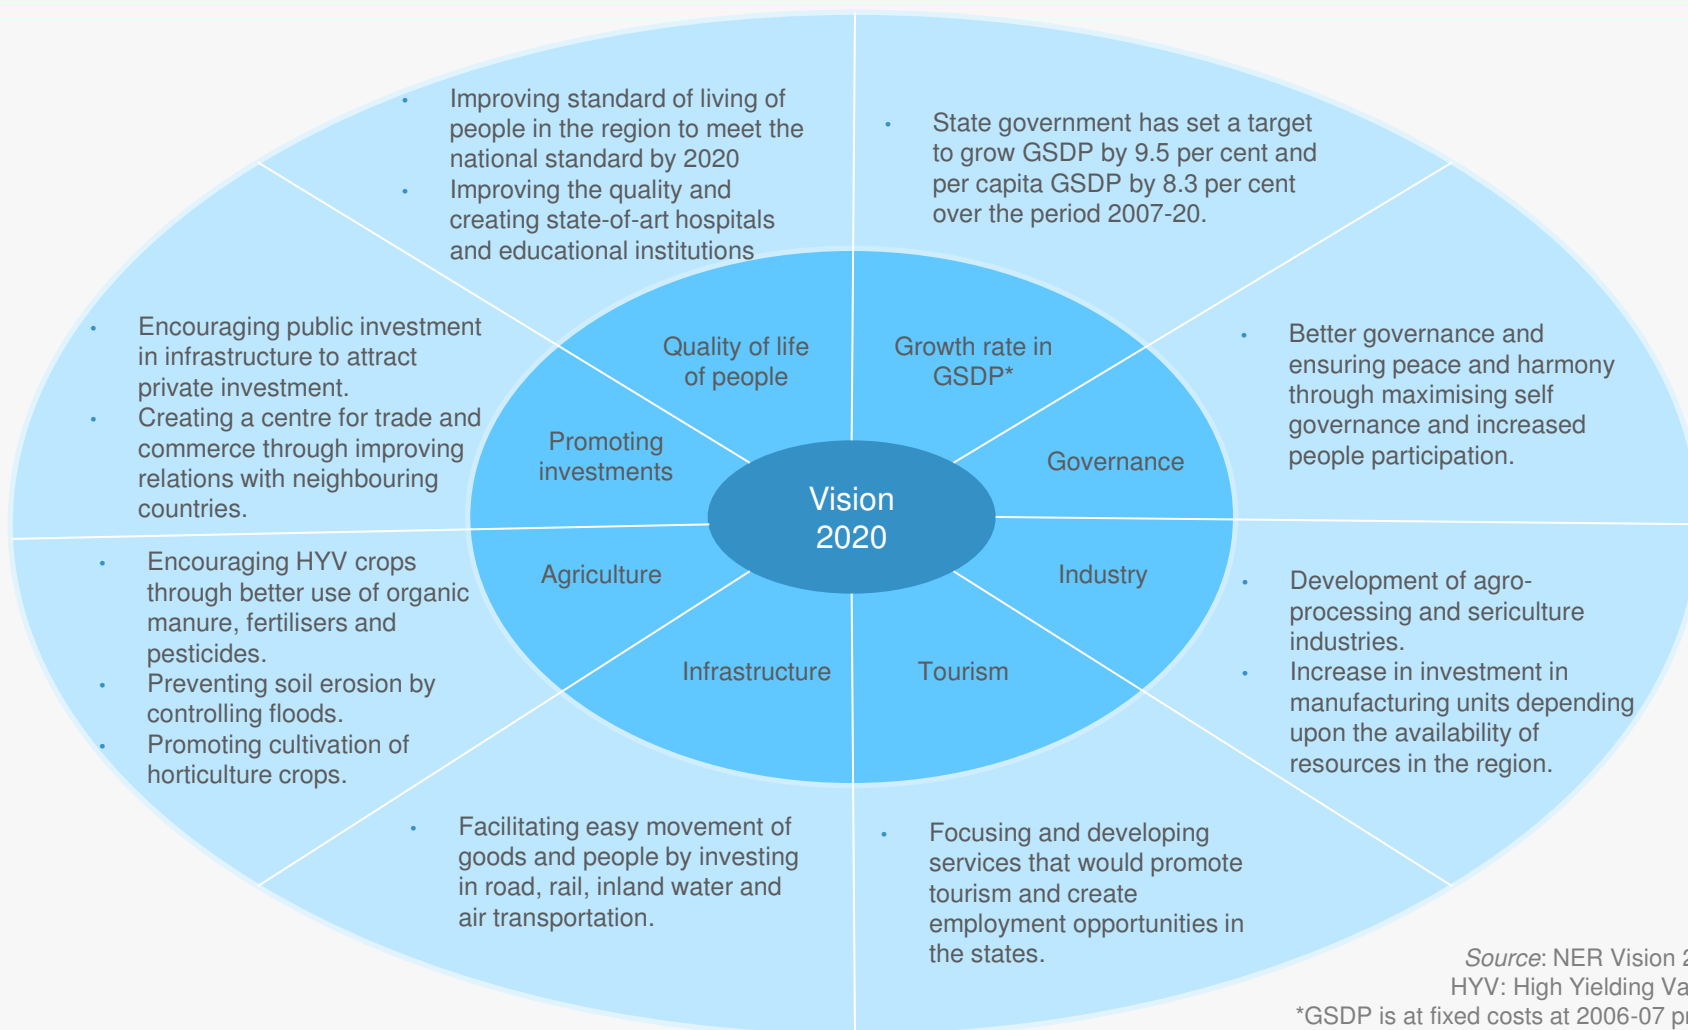 • Improving standard of living of
people in the region to meet the
national standard by 2020
• Improving the quality and
creating state-of-art hospitals
and educational institutions
• State government has set a target
to grow GSDP by 9.5 per cent and
per capita GSDP by 8.3 per cent
over the period 2007-20.
• Encouraging public investment
in infrastructure to attract
private investment.
• Creating a centre for trade and
commerce through improving
relations with neighbouring
countries.
Quality of life
of people
Growth rate in
GSDP*
• Better governance and
ensuring peace and harmony
through maximising self
governance and increased
people participation.
Promoting
investments
Governance
Vision
2020
• Encouraging HYV crops
through better use of organic
manure, fertilisers and
pesticides.
• Preventing soil erosion by
controlling floods.
• Promoting cultivation of
horticulture crops.
Agriculture
Industry
• Development of agro-
processing and sericulture
industries.
• Increase in investment in
manufacturing units depending
upon the availability of
resources in the region.
Infrastructure
Tourism
• Facilitating easy movement of
goods and people by investing
in road, rail, inland water and
air transportation.
• Focusing and developing
services that would promote
tourism and create
employment opportunities in
the states.
Source: NER Vision
HYV: High Yielding
*GSDP is at fixed costs at 2006-07